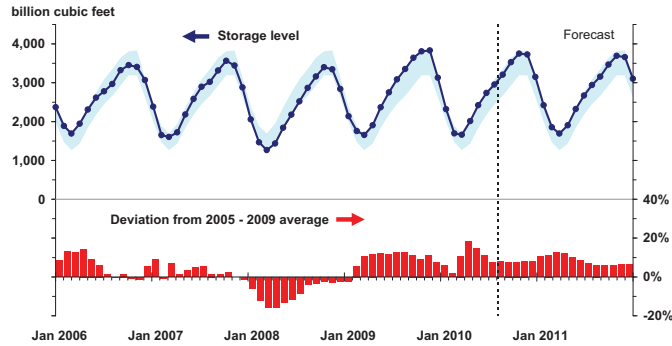 billion cubic feet
4,000
Storage level
Forecast
3,000
2,000
1,000
0
40%
Deviation from 2005 - 2009 average
20%
0%
-20%
Jan 2006
Jan 2007
Jan 2008
Jan 2009
Jan 2010
Jan 2011